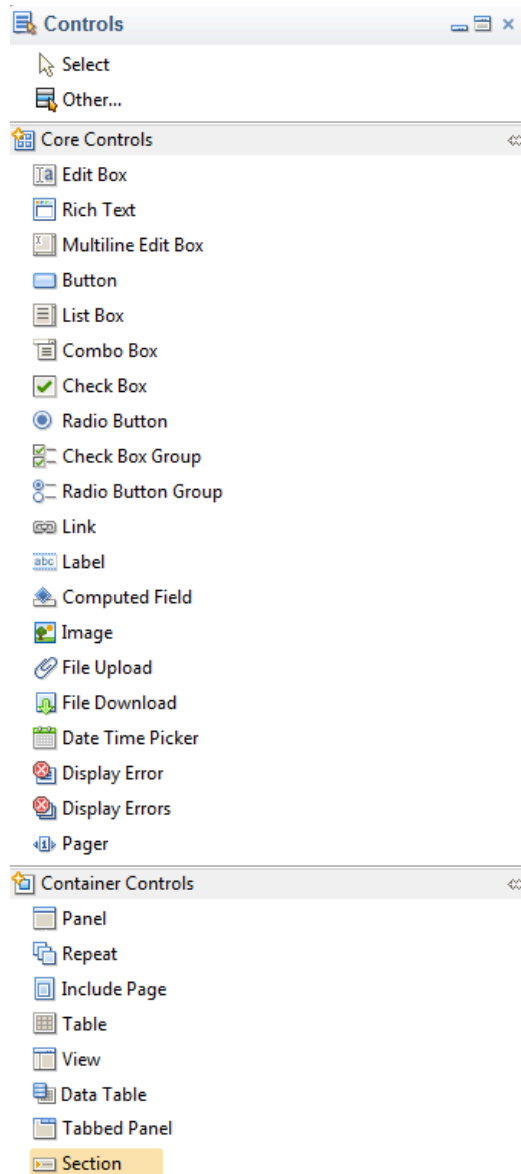 Controls
Select
Other...
Core Controls
Edit Box
Rich Text
Multiline Edit Box
Button
List Box
Combo Box
Check Box
Radio Button
Check Box Group
Radio Button Group
Link
Label
Computed Field
Image
File Upload
File Download
Date Time Picker
Display Error
Display Errors
Pager
Container Controls
Panel
Repeat
Include Page
Table
View
Data Table
Tabbed Panel
Section